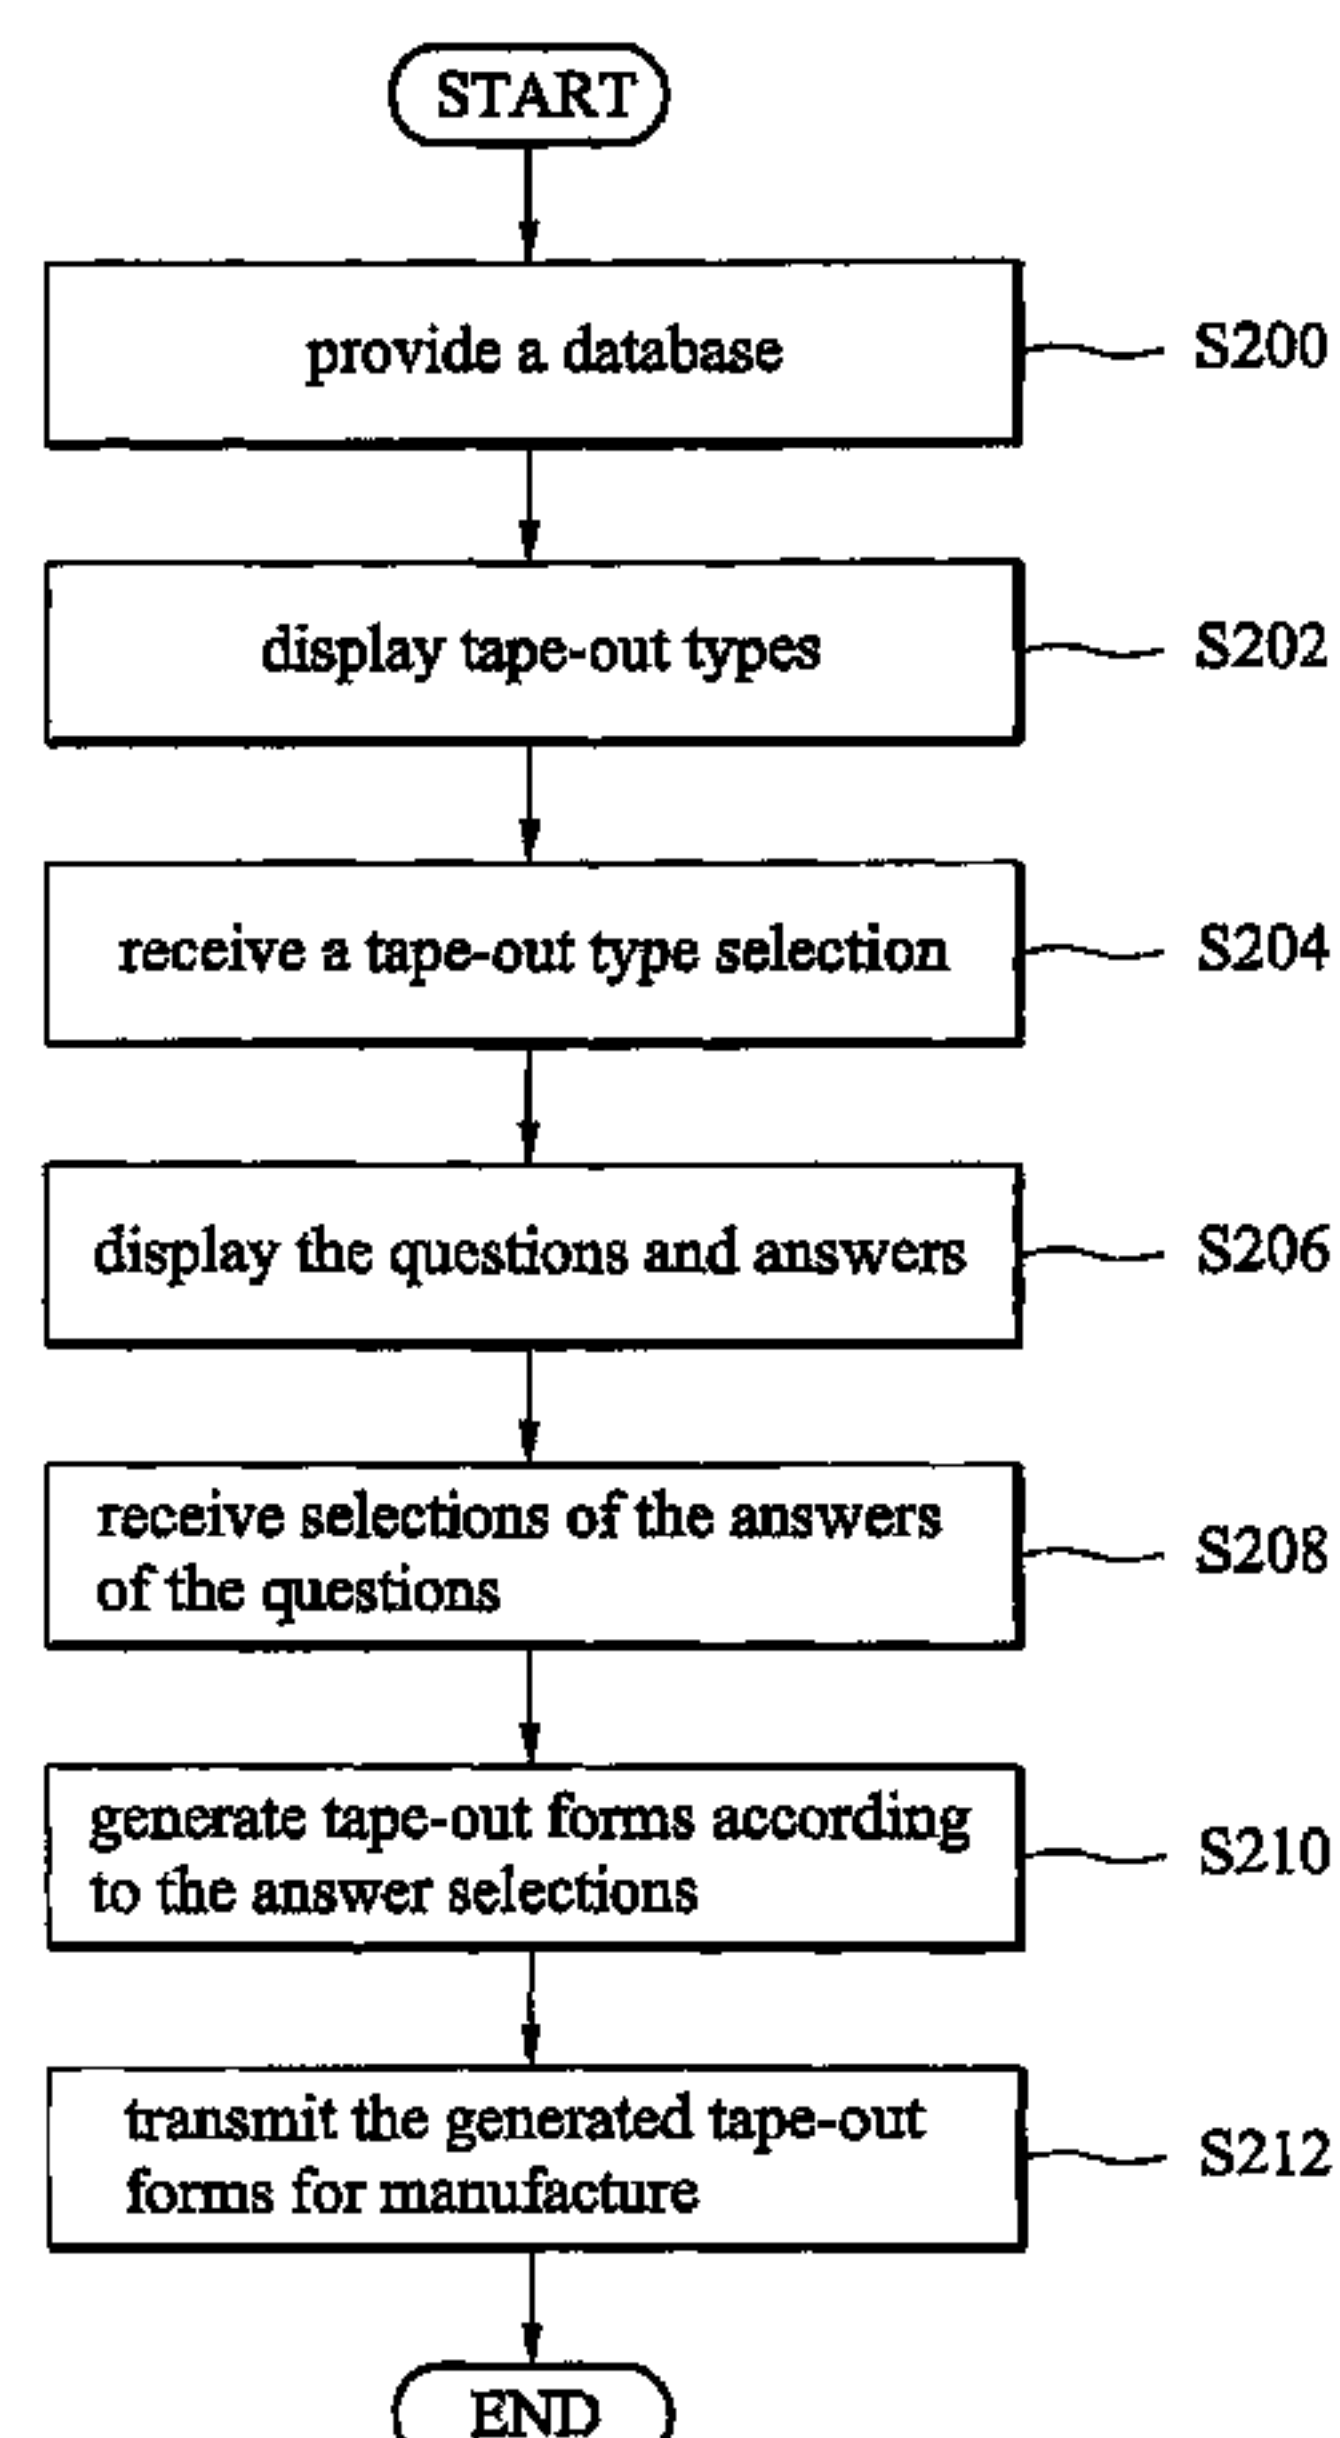 START
provide a database
S200
display tape-out types
S202
receive a tape-out type selection
S204
display the questions and answers
S206
receive selections of the answers
of the questions
S208
generate tape-out forms according
to the answer selections
S210
transmit the generated tape-out
forms for manufacture
S212
END